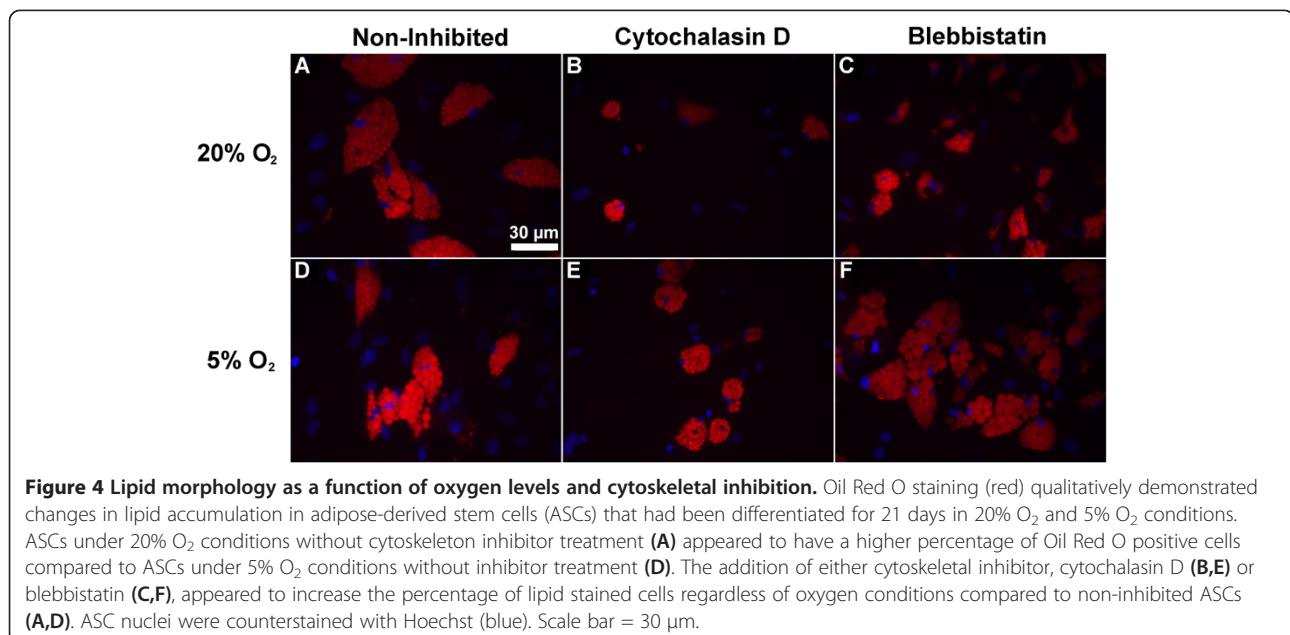 Non-Inhibited Cytochalasin D Blebbistatin
A B C
20% O₂
30 µm
D E F
5% O₂
Figure 4 Lipid morphology as a function of oxygen levels and cytoskeletal inhibition. Oil Red O staining (red) qualitatively demonstrated
changes in lipid accumulation in adipose-derived stem cells (ASCs) that had been differentiated for 21 days in 20% O₂ and 5% O₂ conditions.
ASCs under 20% O₂ conditions without cytoskeleton inhibitor treatment (A) appeared to have a higher percentage of Oil Red O positive cells
compared to ASCs under 5% O₂ conditions without inhibitor treatment (D). The addition of either cytoskeletal inhibitor, cytochalasin D (B,E) or
blebbistatin (C,F), appeared to increase the percentage of lipid stained cells regardless of oxygen conditions compared to non-inhibited ASCs
(A,D). ASC nuclei were counterstained with Hoechst (blue). Scale bar = 30 µm.